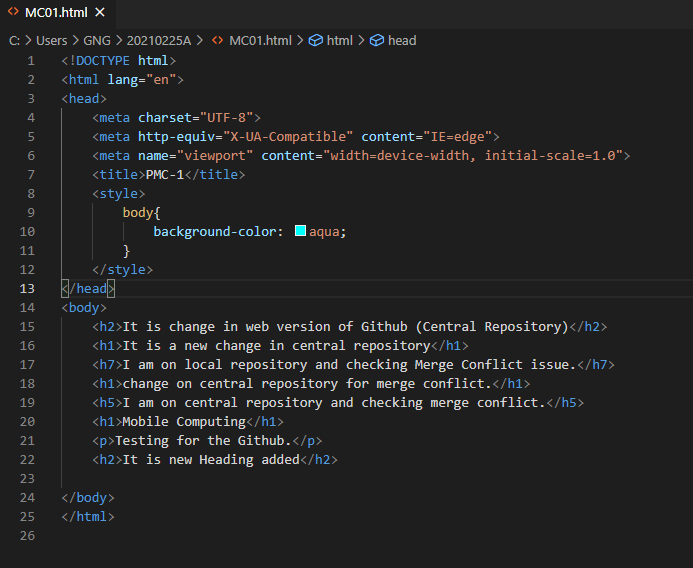 MC01.html
C: > Users > GNG > 20210225A > MC01.html > html > head
1 <!DOCTYPE html>
2 <html lang="en">
3 <head>
4 <meta charset="UTF-8">
5 <meta http-equiv="X-UA-Compatible" content="IE=edge">
6 <meta name="viewport" content="width=device-width, initial-scale=1.0">
7 <title>PMC-1</title>
8 <style>
9 body{
10 background-color: aqua;
11 }
12 </style>
13 </head>
14 <body>
15 <h2>It is change in web version of Github (Central Repository)</h2>
16 <h1>It is a new change in central repository</h1>
17 <h7>I am on local repository and checking Merge Conflict issue.</h7>
18 <h1>change on central repository for merge conflict.</h1>
19 <h5>I am on central repository and checking merge conflict.</h5>
20 <h1>Mobile Computing</h1>
21 <p>Testing for the Github.</p>
22 <h2>It is new Heading added</h2>
23
24 </body>
25 </html>
26